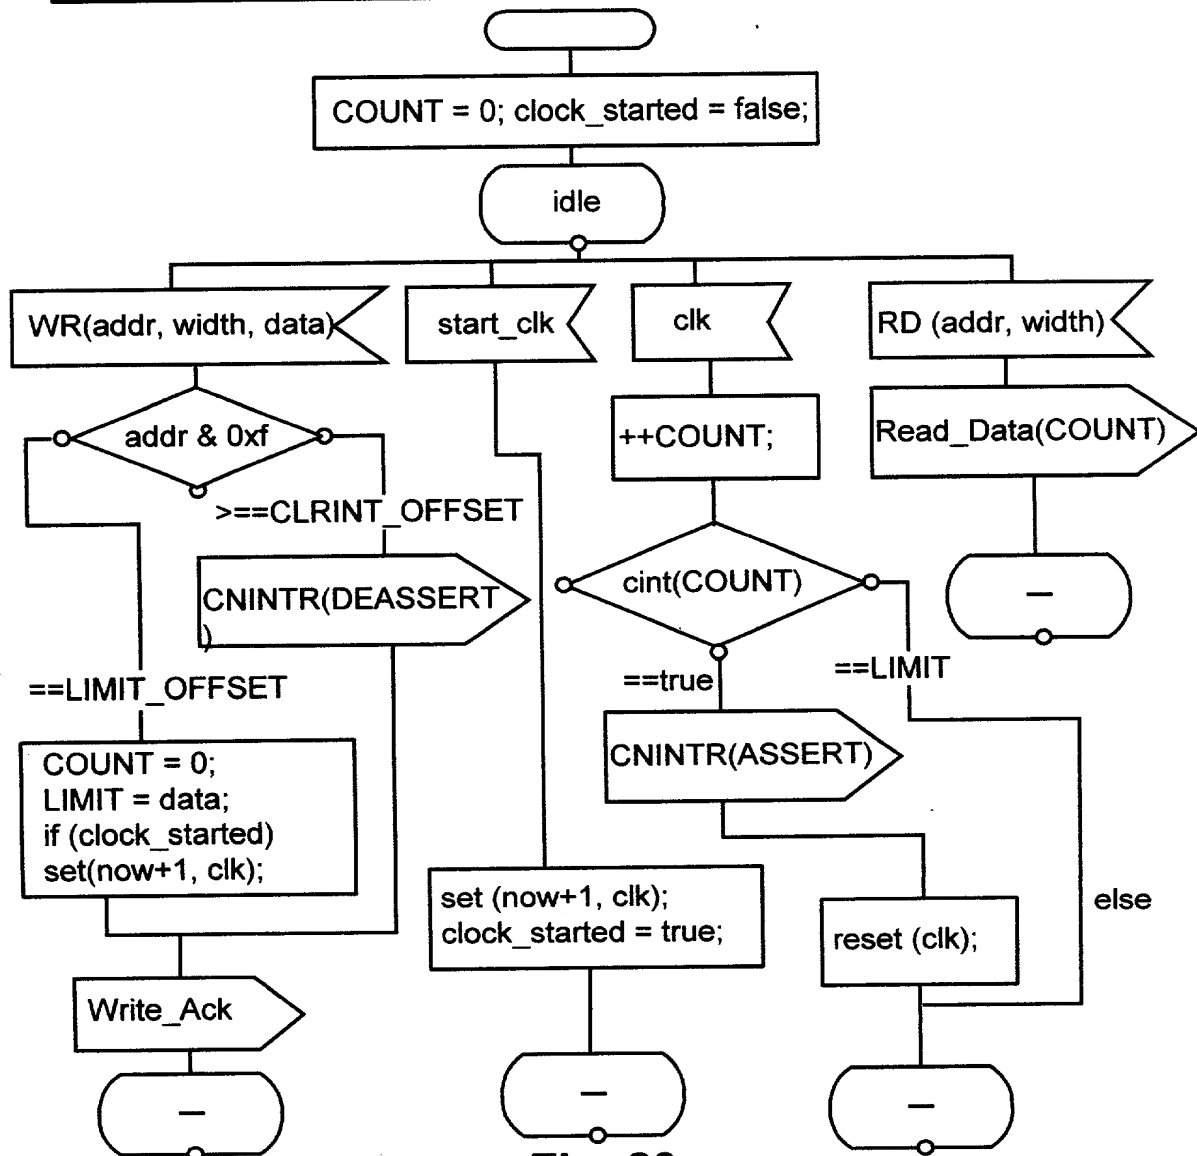 COUNT = 0; clock_started = false;
idle
WR(addr, width, data)
start_clk
clk
RD (addr, width)
addr & 0xf
++COUNT;
Read_Data(COUNT)
>==CLRINT_OFFSET
CNINTR(DEASSERT
)
cint(COUNT)
–
==LIMIT_OFFSET
==true
==LIMIT
COUNT = 0;
LIMIT = data;
if (clock_started)
set(now+1, clk);
CNINTR(ASSERT)
set (now+1, clk);
clock_started = true;
reset (clk);
else
Write_Ack
–
–
–